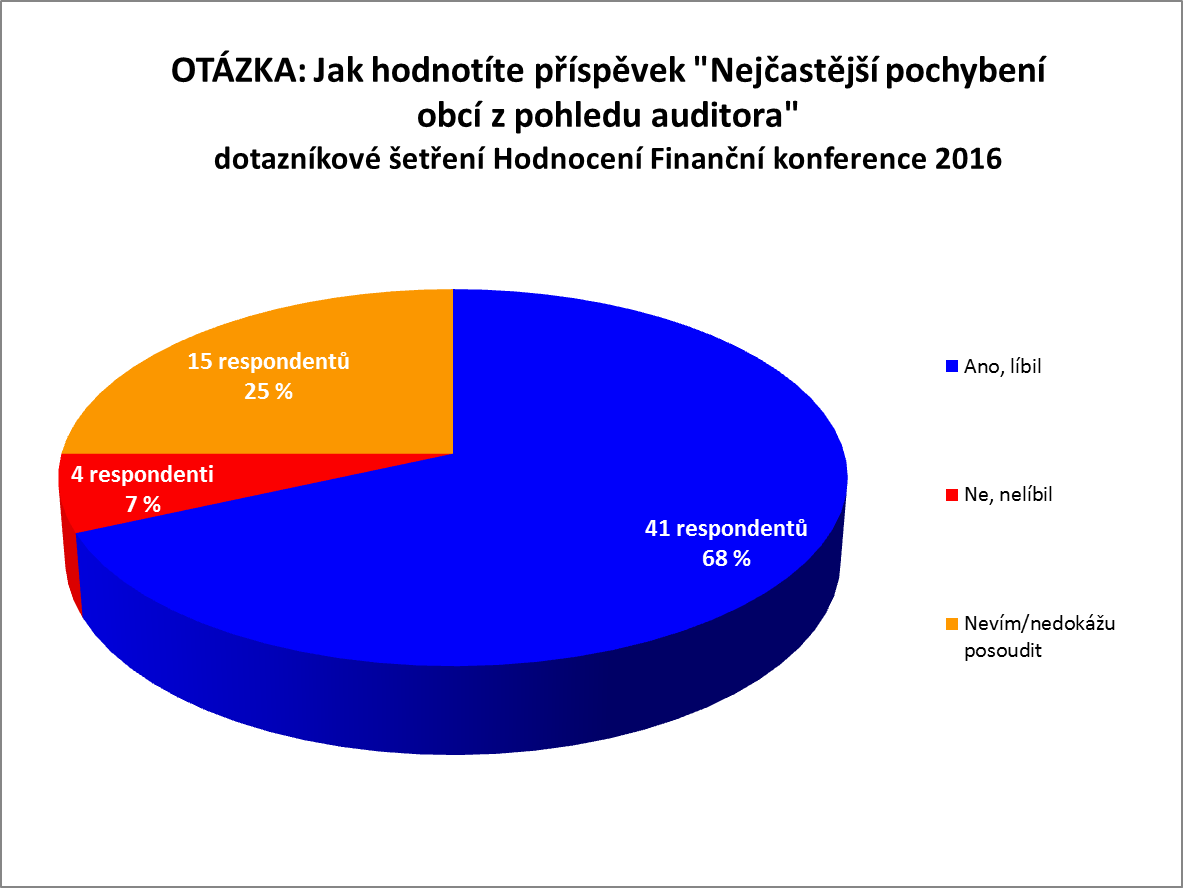 OTÁZKA: Jak hodnotíte příspěvek "Nejčastější pochybení
obcí z pohledu auditora"
dotazníkové šetření Hodnocení Finanční konference 2016
15 respondentů
25 %
4 respondenti
7 %
41 respondentů
68 %
Ano, líbil
Ne, nelíbil
Nevím/nedokážu
posoudit